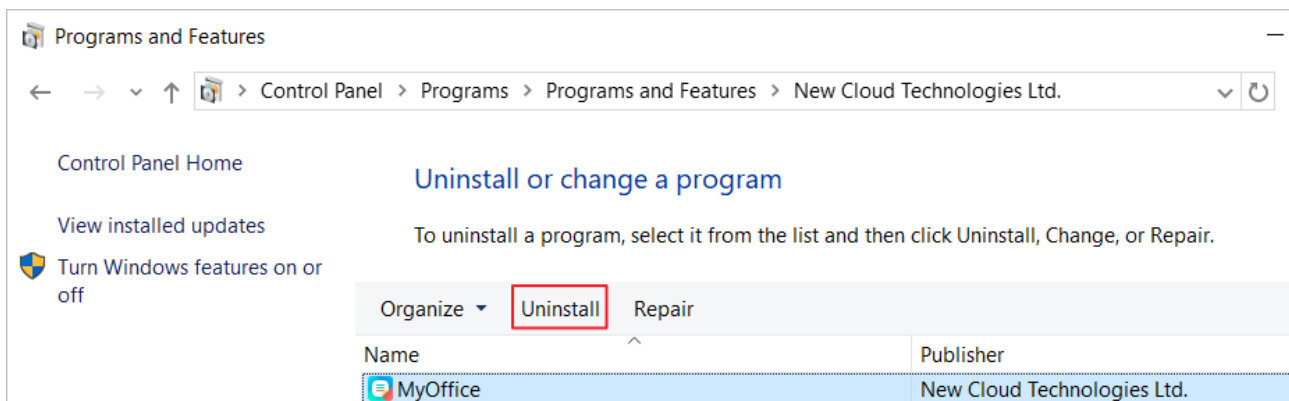 Programs and Features
Control Panel > Programs > Programs and Features > New Cloud Technologies Ltd.
Control Panel Home
View installed updates
Turn Windows features on or
off
Uninstall or change a program
To uninstall a program, select it from the list and then click Uninstall, Change, or Repair.
Organize Uninstall Repair
Name Publisher
MyOffice New Cloud Technologies Ltd.